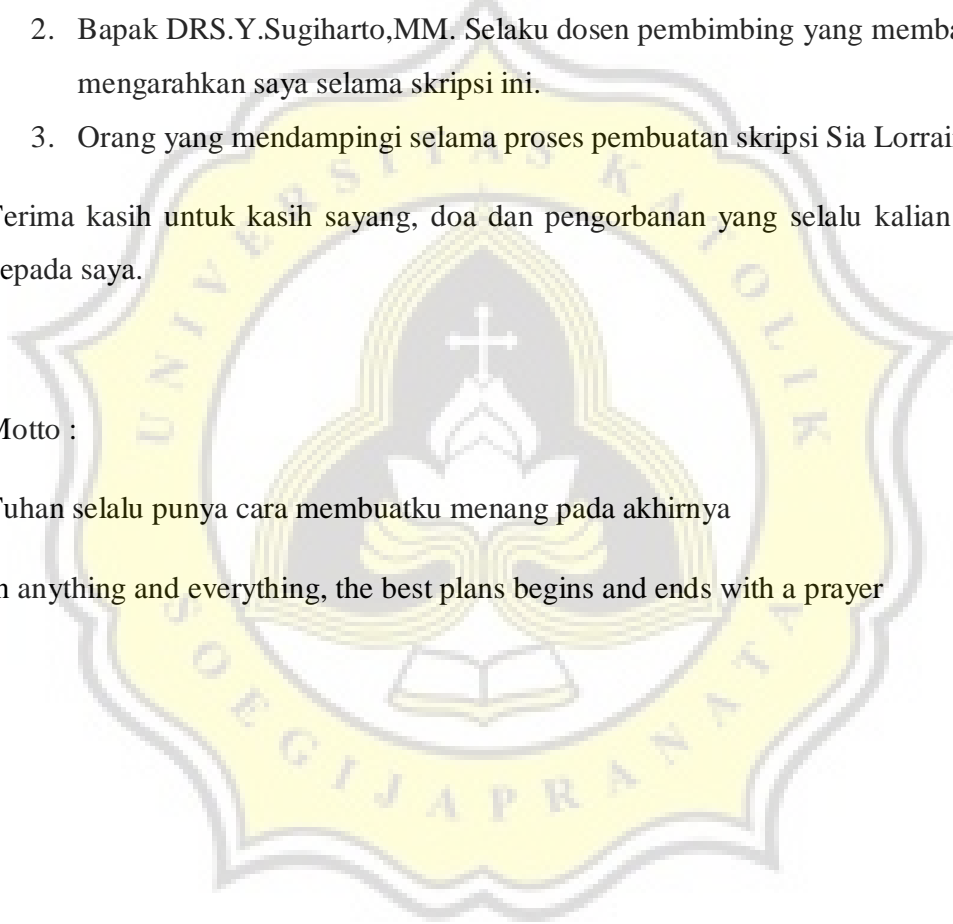 2. Bapak DRS.Y.Sugiharto,MM. Selaku dosen pembimbing yang memba
mengarahkan saya selama skripsi ini.
3. Orang yang mendampingi selama proses pembuatan skripsi Sia Lorrai
erima kasih untuk kasih sayang, doa dan pengorbanan yang selalu kalian
epada saya.
Motto :
Tuhan selalu punya cara membuatku menang pada akhirnya
n anything and everything, the best plans begins and ends with a prayer
UNIVERSITAS KATOLIK
SOEGIJAPRANATA